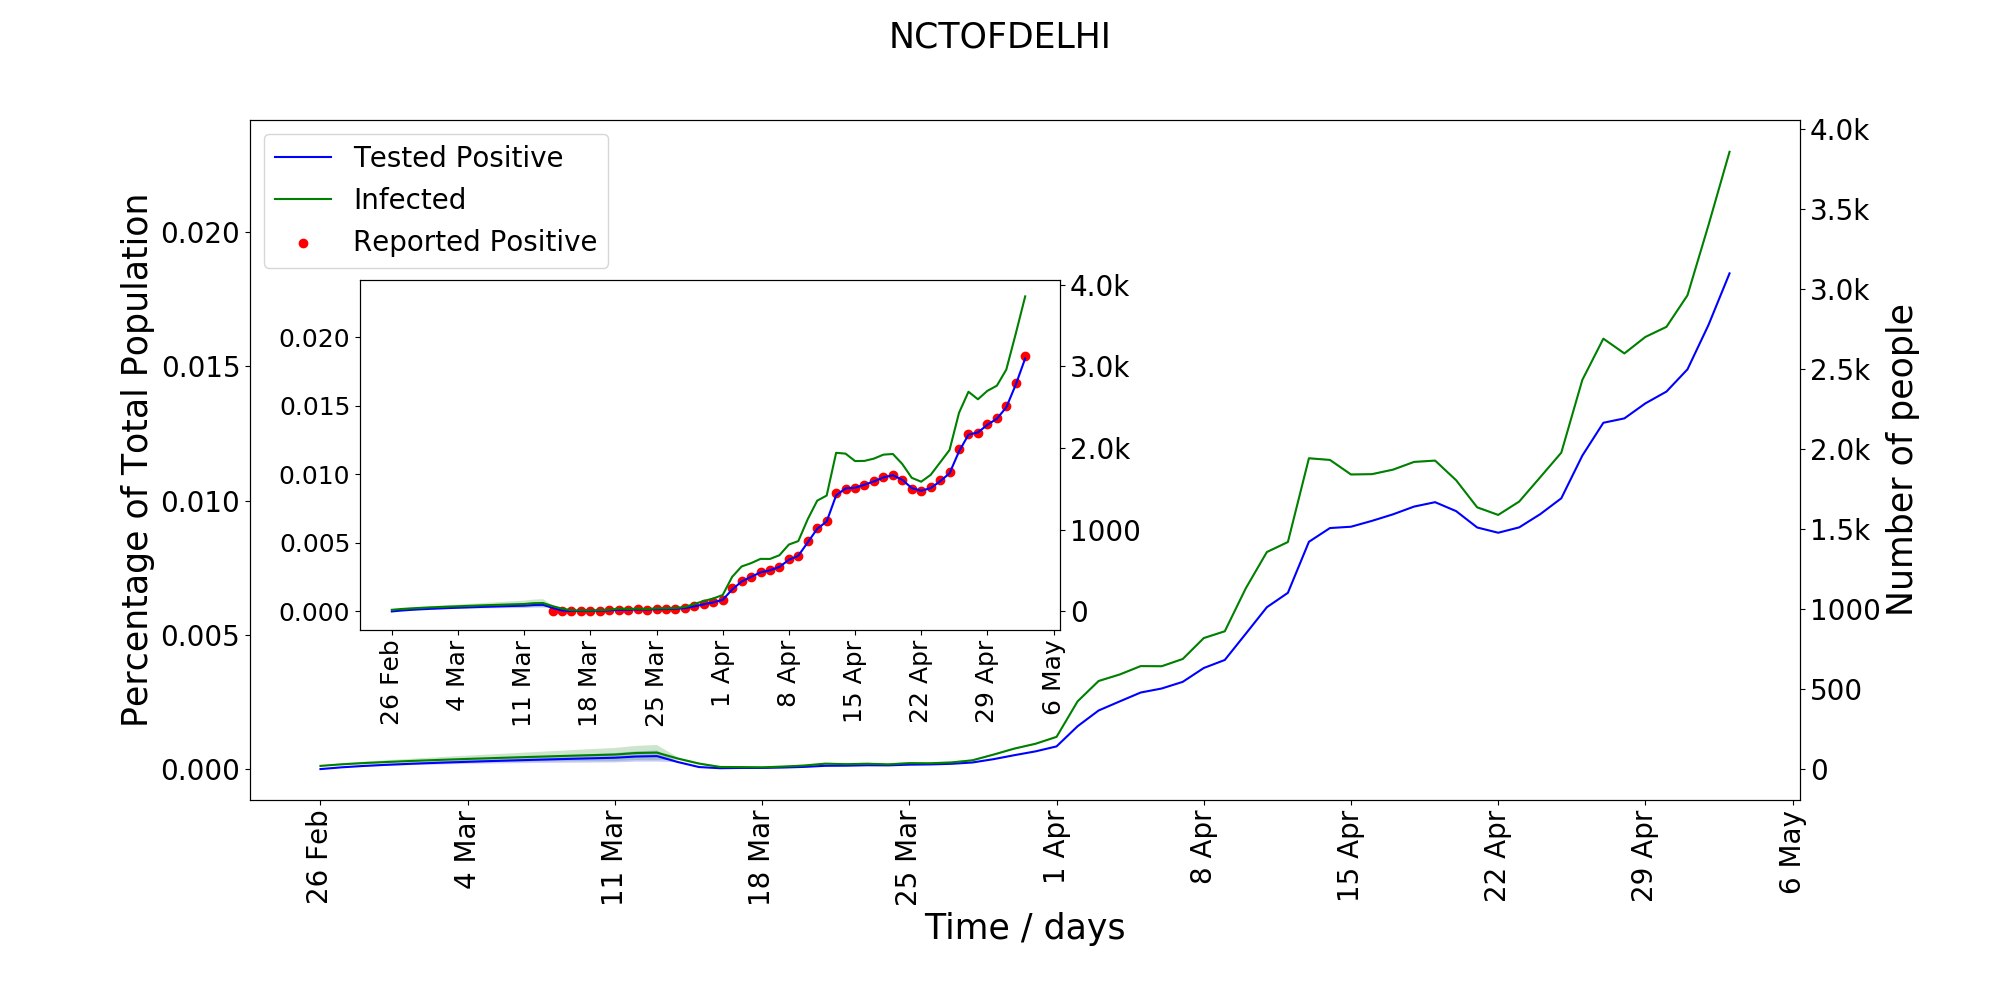 NCTOFDELHI
Tested Positive
Infected
Reported Positive
Percentage of Total Population
0.020
0.015
0.010
0.005
0.000
4.0k
3.5k
3.0k
2.5k
2.0k
1.5k
1000
500
0
Number of people
0.020
0.015
0.010
0.005
0.000
4.0k
3.0k
2.0k
1000
0
26 Feb
4 Mar
11 Mar
18 Mar
25 Mar
1 Apr
8 Apr
15 Apr
22 Apr
29 Apr
6 May
26 Feb
4 Mar
11 Mar
18 Mar
25 Mar
1 Apr
8 Apr
15 Apr
22 Apr
29 Apr
6 May
Time / days